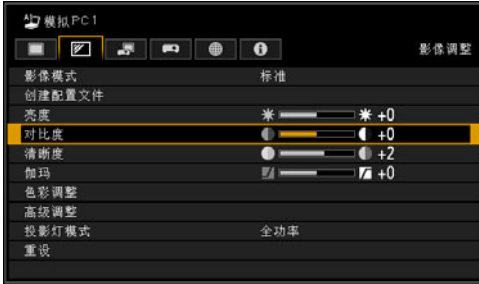 模拟PC1
影像调整
影像模式 标准
创建配置文件
亮度 +0
对比度 +0
清晰度 +2
伽玛 +0
色彩调整
高级调整
投影灯模式 全功率
重设